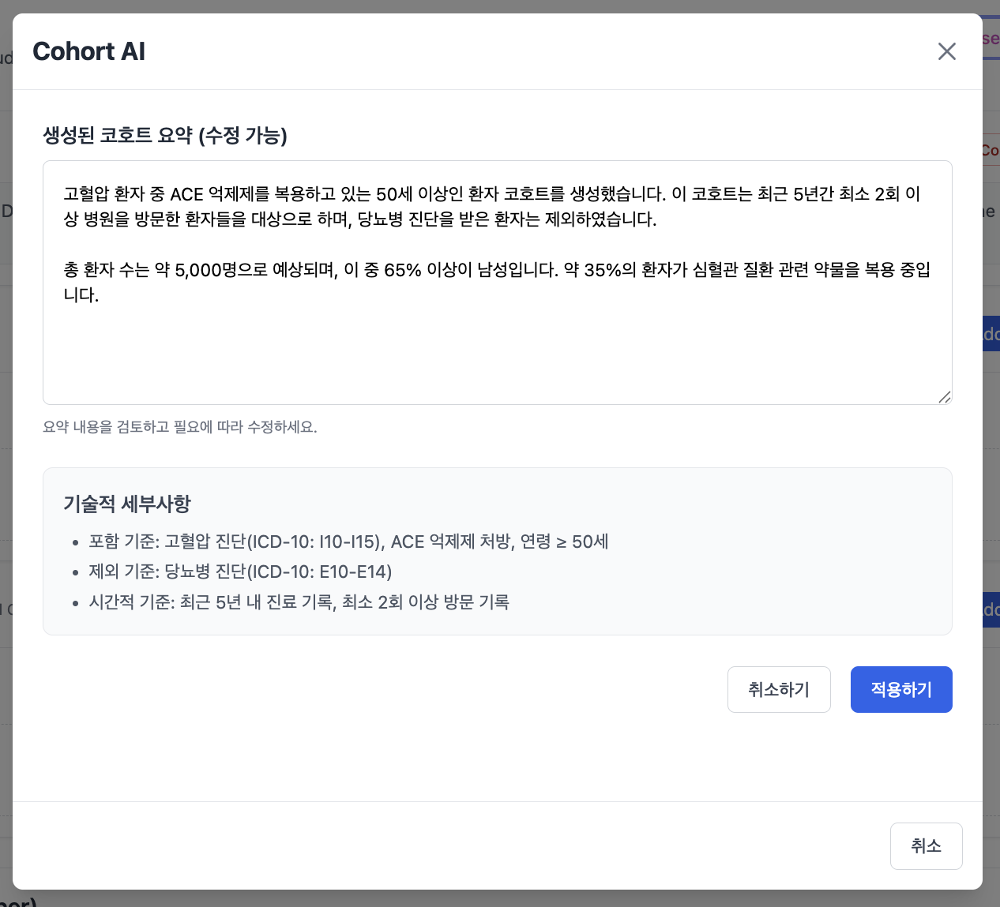 Cohort AI
생성된 코호트 요약 (수정 가능)
고혈압 환자 중 ACE 억제제를 복용하고 있는 50세 이상인 환자 코호트를 생성했습니다. 이 코호트는 최근 5년간 최소 2회 이
상 병원을 방문한 환자들을 대상으로 하며, 당뇨병 진단을 받은 환자는 제외하였습니다.
총 환자 수는 약 5,000명으로 예상되며, 이 중 65% 이상이 남성입니다. 약 35%의 환자가 심혈관 질환 관련 약물을 복용 중입
니다.
요약 내용을 검토하고 필요에 따라 수정하세요.
기술적 세부사항
• 포함 기준: 고혈압 진단(ICD-10: I10-I15), ACE 억제제 처방, 연령 ≥ 50세
• 제외 기준: 당뇨병 진단(ICD-10: E10-E14)
• 시간적 기준: 최근 5년 내 진료 기록, 최소 2회 이상 방문 기록
취소하기
적용하기
취소